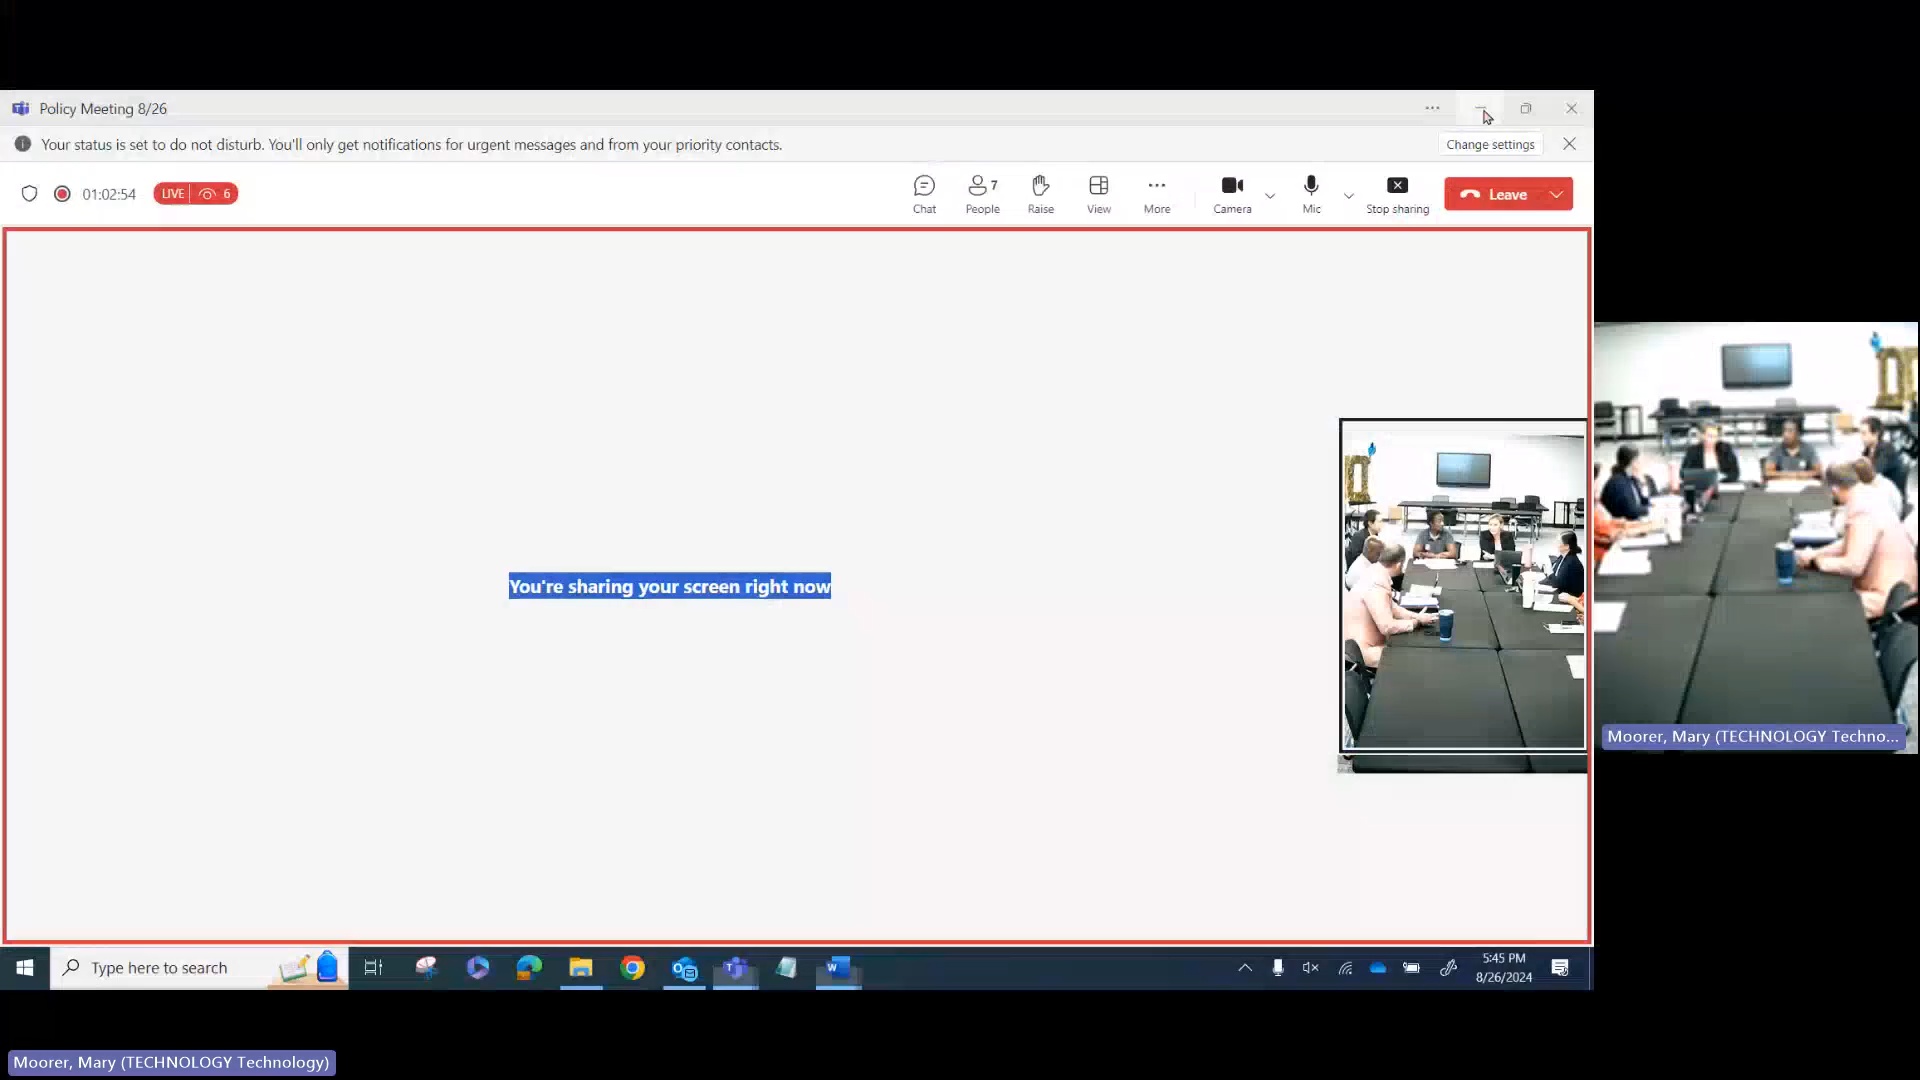 Policy Meeting 8/26
Your status is set to do not disturb. You'll only get notifications for urgent messages and from your priority contacts.
Change settings
01:02:54
LIVE 6
Chat
People 7
Raise
View
More
Camera
Mic
Stop sharing
Leave
You're sharing your screen right now
Moorer, Mary (TECHNOLOGY Techno...
Type here to search
5:45 PM
8/26/2024
Moorer, Mary (TECHNOLOGY Technology)